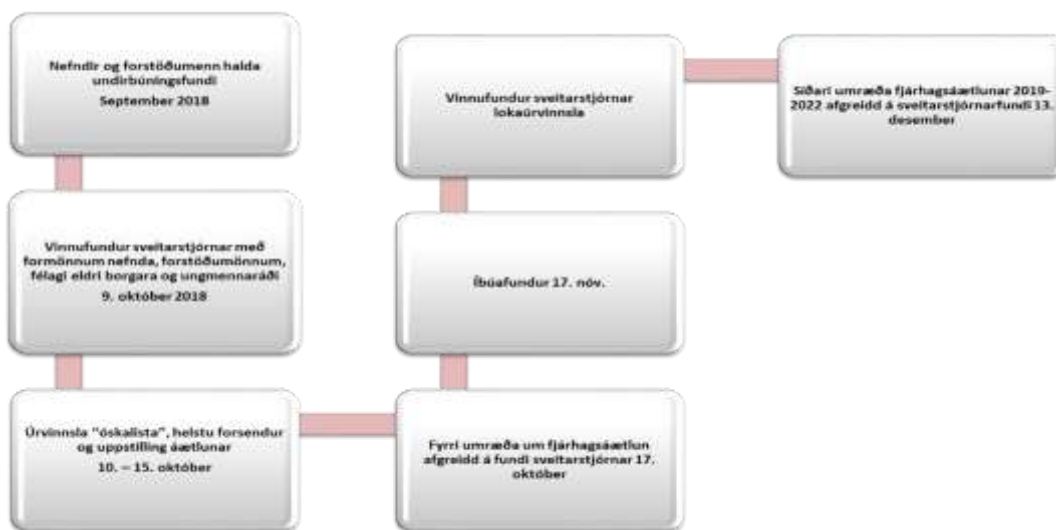 Nefndir og forstöðumenn halda
undirbúningsfundi
September 2018
Vinnufundur sveitarstjórnar með
formönnum nefnda, forstöðumönnum,
félagi eldri borgara og ungmennaráði
9. október 2018
Úrvinnsla "óskalista", helstu forsendur
og uppstilling áætlunar
10. – 15. október
Fyrri umræða um fjárhagsáætlun
afgreidd á fundi sveitarstjórnar 17.
október
Íbúafundur 17. nóv.
Vinnufundur sveitarstjórnar
lokaúrvinnsla
Síðari umræða fjárhagsáætlunar 2019-
2022 afgreidd á sveitarstjórnarfundi 13.
desember